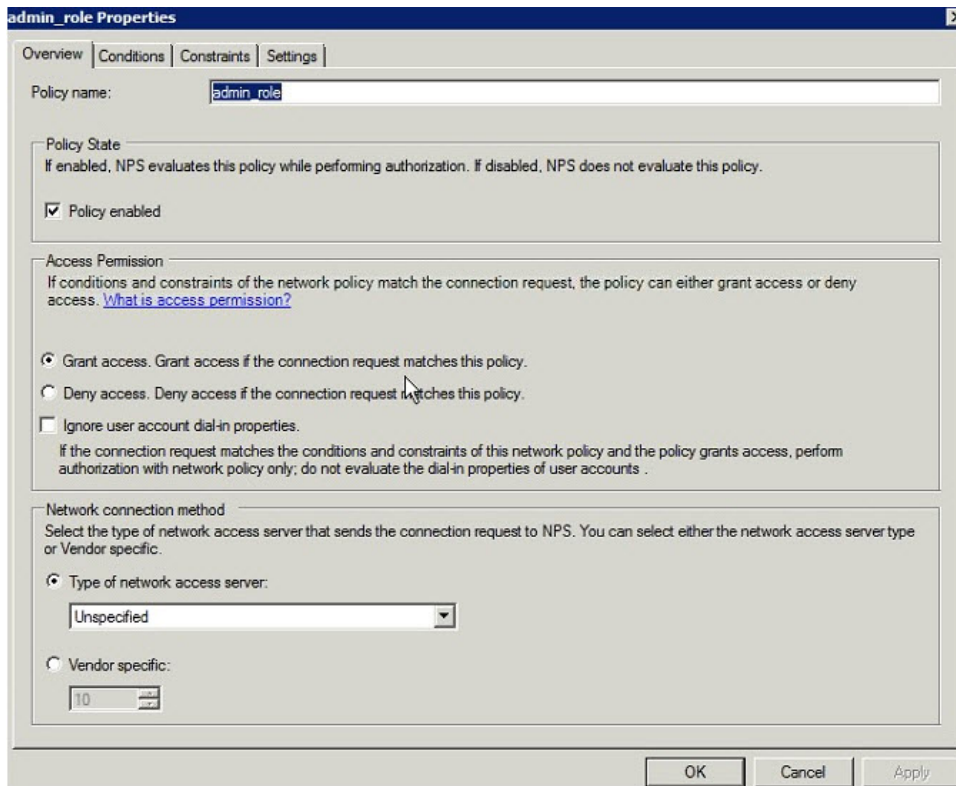 admin_role Properties
Overview Conditions Constraints Settings
Policy name: admin_role
Policy State
If enabled, NPS evaluates this policy while performing authorization. If disabled, NPS does not evaluate this policy.
Policy enabled
Access Permission
If conditions and constraints of the network policy match the connection request, the policy can either grant access or deny
access. What is access permission?
Grant access. Grant access if the connection request matches this policy.
Deny access. Deny access if the connection request matches this policy.
Ignore user account dial-in properties.
If the connection request matches the conditions and constraints of this network policy and the policy grants access, perform
authorization with network policy only; do not evaluate the dial-in properties of user accounts .
Network connection method
Select the type of network access server that sends the connection request to NPS. You can select either the network access server type
or Vendor specific.
Type of network access server:
Unspecified
Vendor specific:
10
OK Cancel Apply